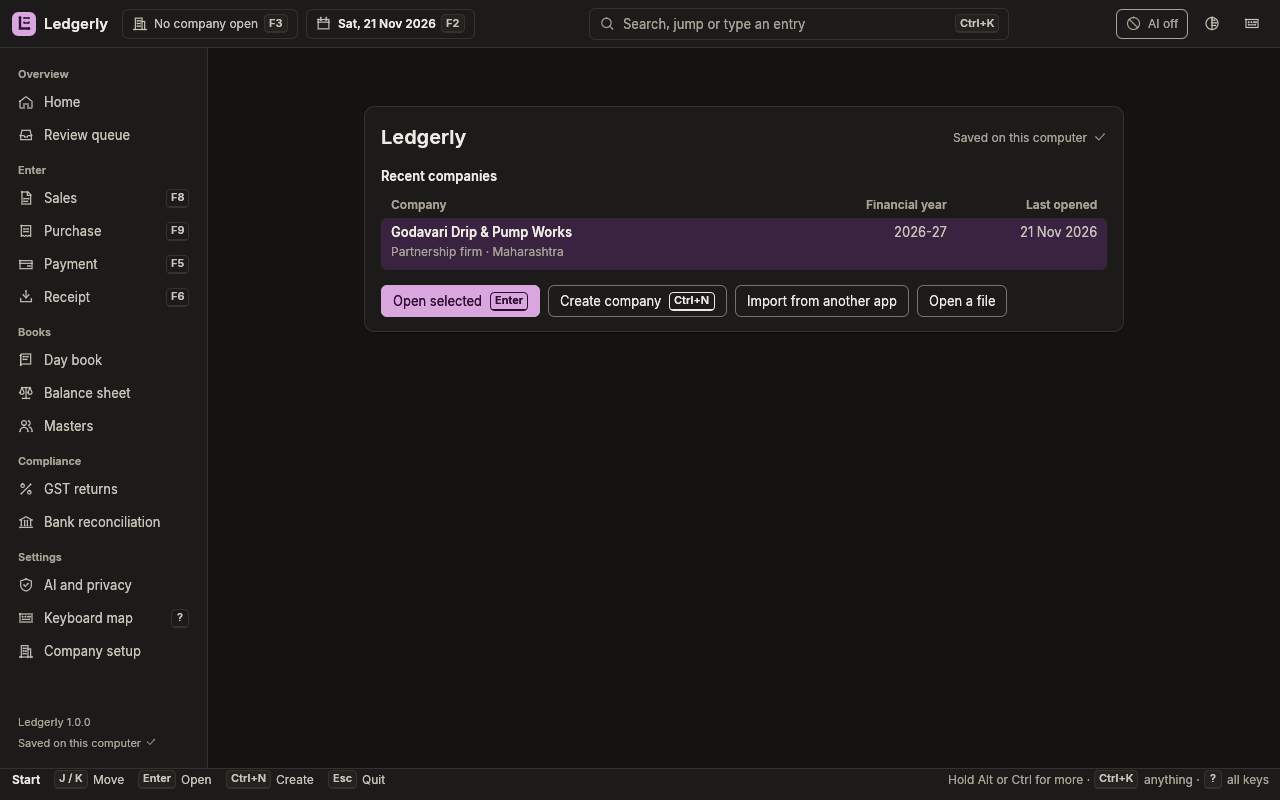 Ledgerly
No company open F3
Sat, 21 Nov 2026 F2
Search, jump or type an entry Ctrl+K
AI off
Overview
Home
Review queue
Enter
Sales F8
Purchase F9
Payment F5
Receipt F6
Books
Day book
Balance sheet
Masters
Compliance
GST returns
Bank reconciliation
Settings
AI and privacy
Keyboard map ?
Company setup
Ledgerly 1.0.0
Saved on this computer
Ledgerly
Saved on this computer
Recent companies
Company Financial year Last opened
Godavari Drip & Pump Works 2026-27 21 Nov 2026
Partnership firm · Maharashtra
Open selected Enter
Create company Ctrl+N
Import from another app
Open a file
Start J / K Move Enter Open Ctrl+N Create Esc Quit
Hold Alt or Ctrl for more · Ctrl+K anything · ? all keys